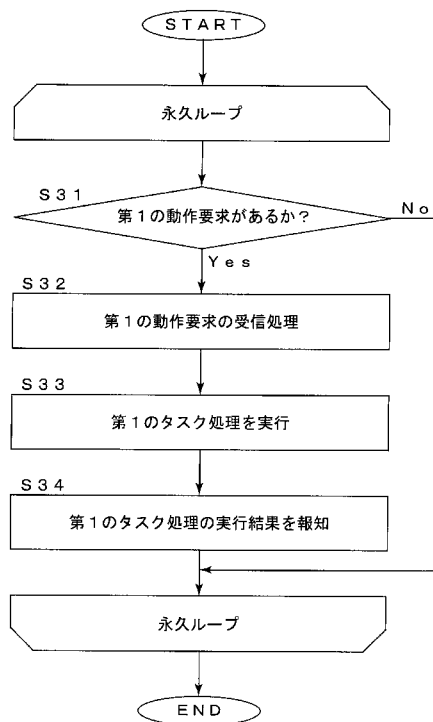 START
永久ループ
S31
第1の動作要求があるか?
No
Yes
S32
第1の動作要求の受信処理
S33
第1のタスク処理を実行
S34
第1のタスク処理の実行結果を報知
永久ループ
END